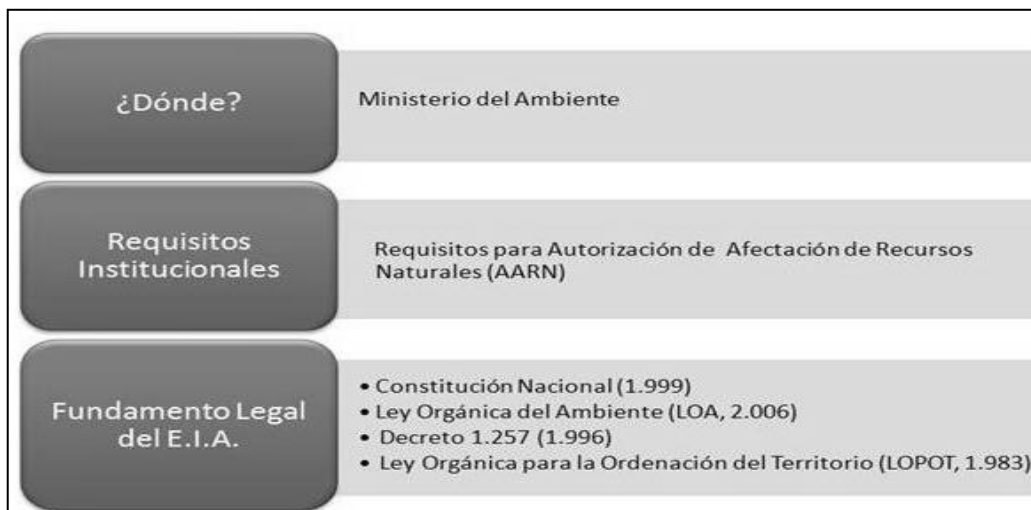 ¿Dónde?
Ministerio del Ambiente
Requisitos
Institucionales
Requisitos para Autorización de Afectación de Recursos
Naturales (AARN)
Fundamento Legal
del E.I.A.
• Constitución Nacional (1.999)
• Ley Orgánica del Ambiente (LOA, 2.006)
• Decreto 1.257 (1.996)
• Ley Orgánica para la Ordenación del Territorio (LOPOT, 1.983)